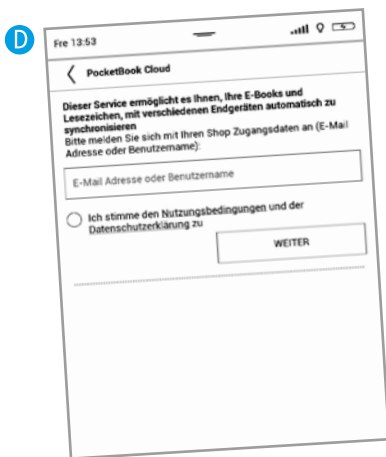 D
Fre 13:53
PocketBook Cloud
Dieser Service ermöglicht es Ihnen, Ihre E-Books und
Lesezeichen, mit verschiedenen Endgeräten automatisch zu
synchronisieren
Bitte melden Sie sich mit Ihren Shop Zugangsdaten an (E-Mail
Adresse oder Benutzername):
E-Mail Adresse oder Benutzername
Ich stimme den Nutzungsbedingungen und der
Datenschutzerklärung zu
WEITER